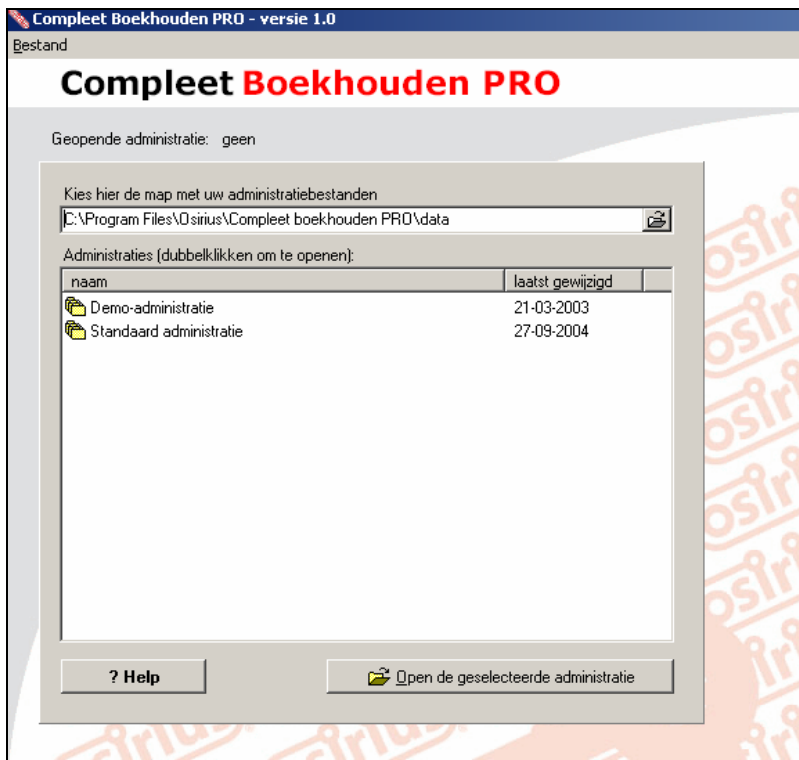 Compleet Boekhouden PRO - versie 1.0
Bestand
Compleet Boekhouden PRO
Geopende administratie: geen
Kies hier de map met uw administratiebestanden
C:\Program Files\Osirius\Compleet boekhouden PRO\data
Administraties (dubbelklikken om te openen):
naam laatst gewijzigd
Demo-administratie 21-03-2003
Standaard administratie 27-09-2004
? Help Open de geselecteerde administratie